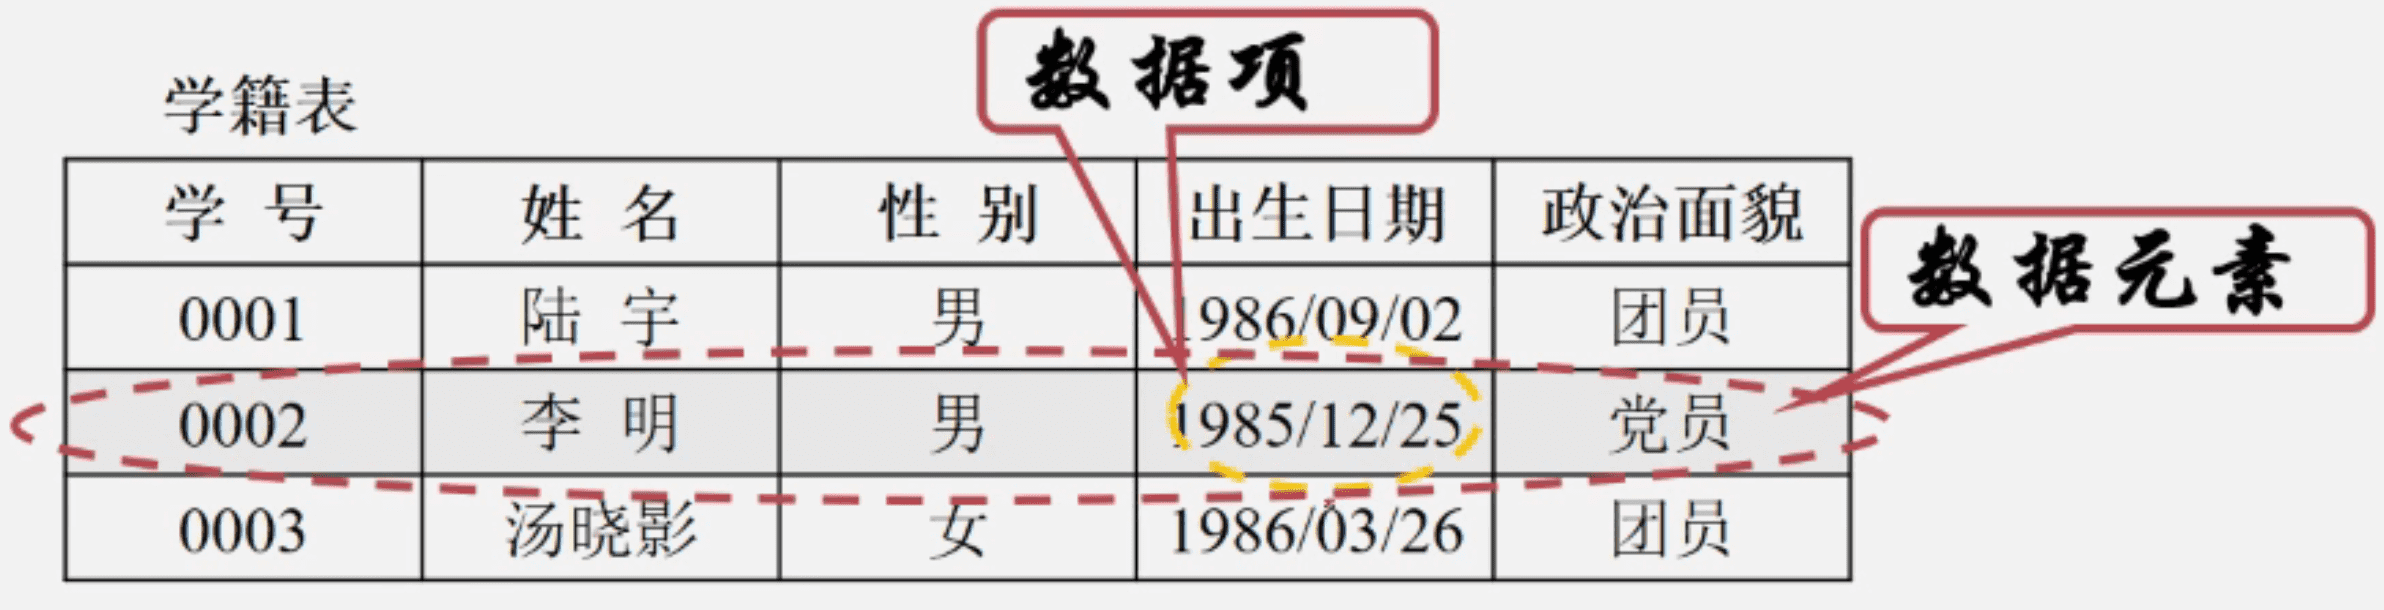 数据项
学籍表
学号 姓名 性别 出生日期 政治面貌
数据元素
0001 陆宇 男 1986/09/02 团员
0002 李明 男 1985/12/25 党员
0003 汤晓影 女 1986/03/26 团员